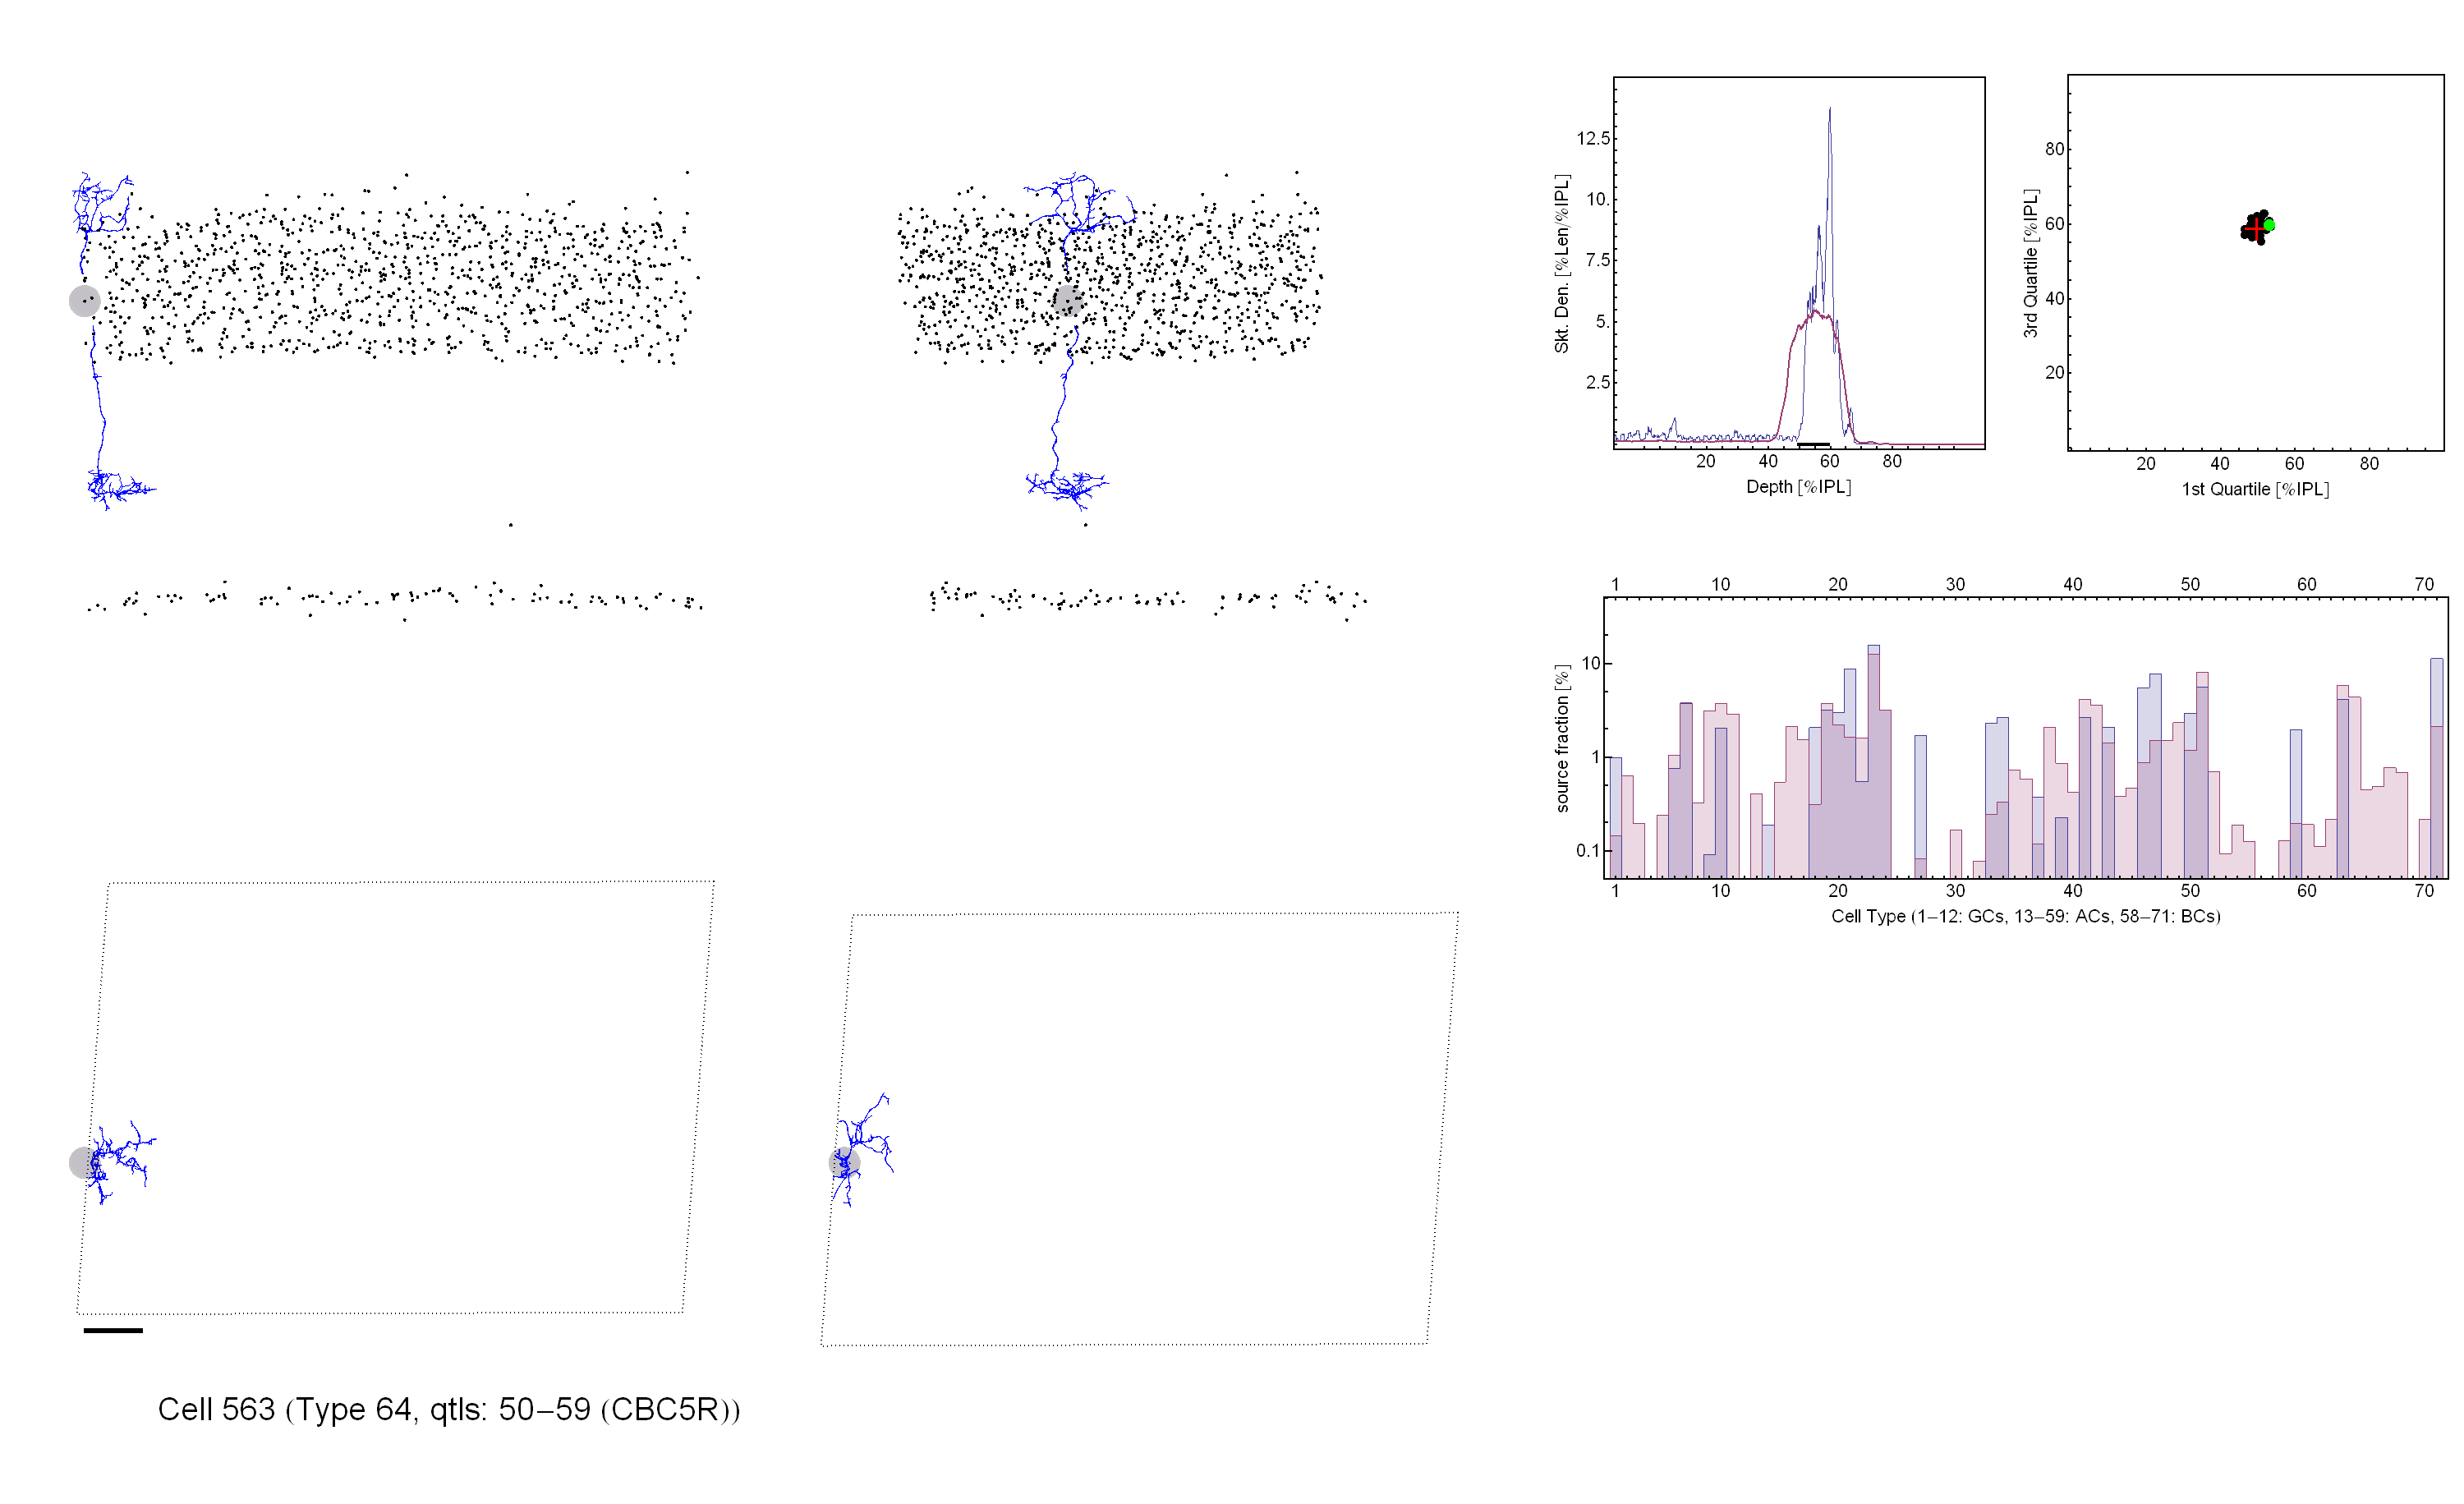 12.5
10.
7.5
5.
2.5
Skt. Den. [%Len/%IPL]
20 40 60 80
Depth [%IPL]
80
60
40
20
3rd Quartile [%IPL]
20 40 60 80
1st Quartile [%IPL]
1 10 20 30 40 50 60 70
10
1
0.1
source fraction [%]
1 10 20 30 40 50 60 70
Cell Type (1−12: GCs, 13−59: ACs, 58−71: BCs)
Cell 563 (Type 64, qtls: 50−59 (CBC5R))